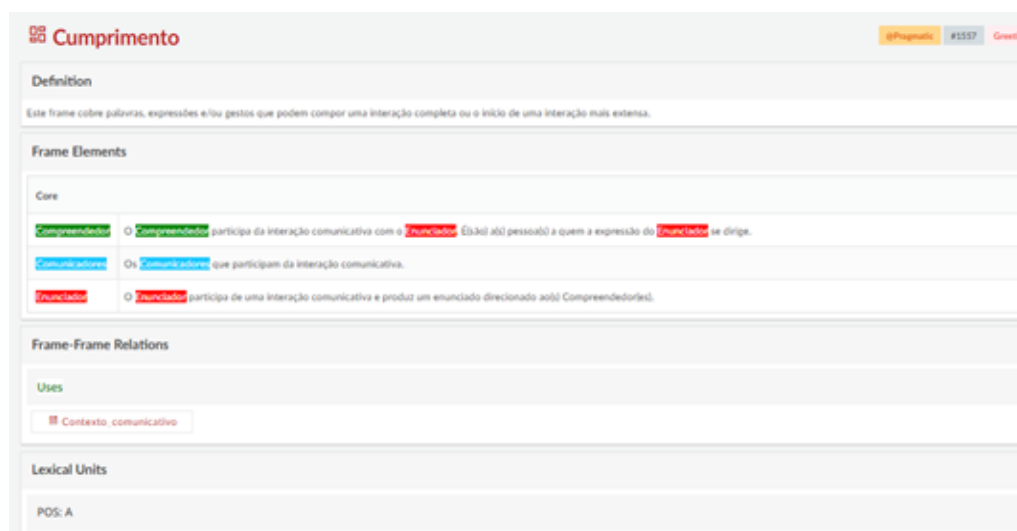 Cumprimento
@Pragmatic #1557 Greeti
Definition
Este frame cobre palavras, expressões e/ou gestos que podem compor uma interação completa ou o início de uma interação mais extensa.
Frame Elements
Core
Compreendedor O Compreendedor participa da interação comunicativa com o Enunciador. É(são) a(s) pessoa(s) a quem a expressão do Enunciador se dirige.
Comunicadores Os Comunicadores que participam da interação comunicativa.
Enunciador O Enunciador participa de uma interação comunicativa e produz um enunciado direcionado ao(s) Compreendedor(es).
Frame-Frame Relations
Uses
Contexto_comunicativo
Lexical Units
POS: A